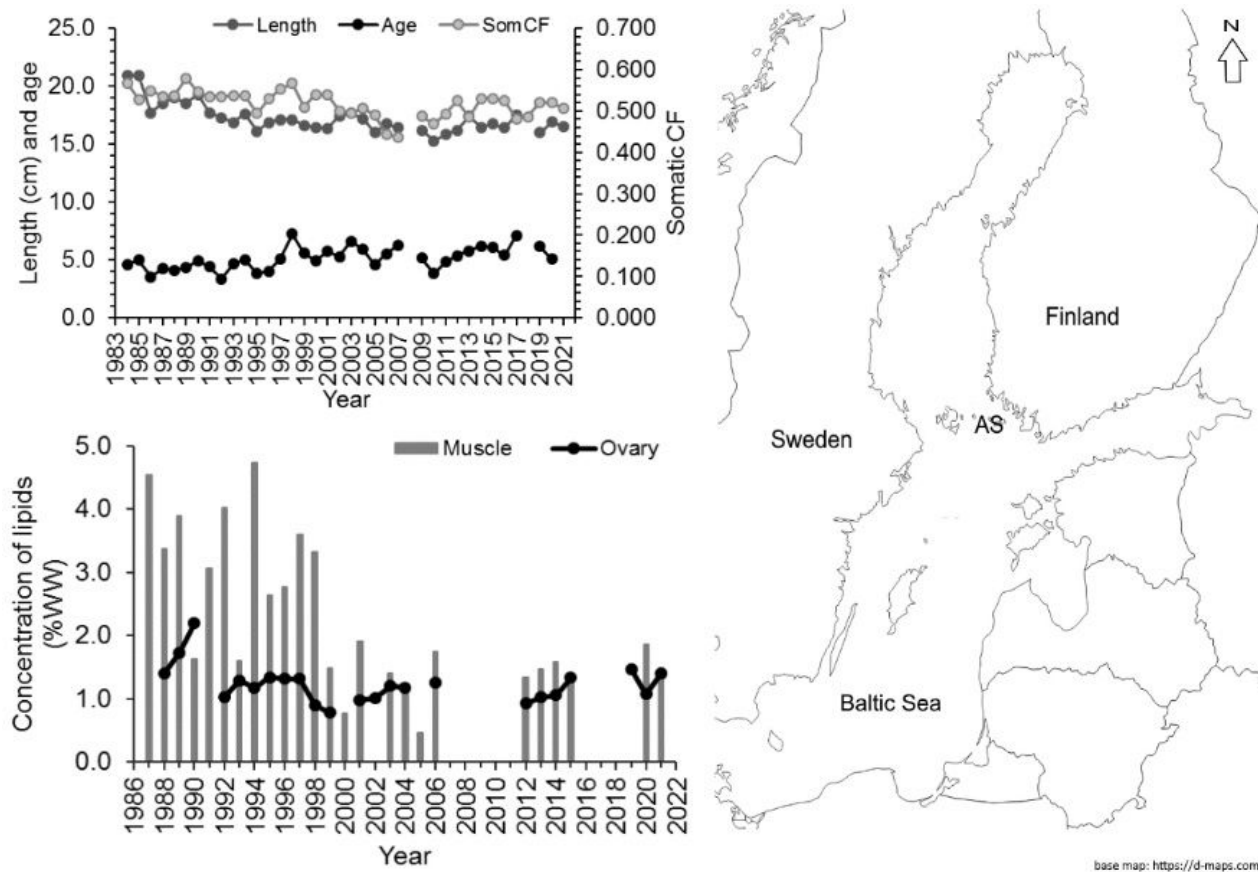 Length Age SomCF
25.0 0.700
20.0 0.600
15.0 0.500
10.0 0.400
5.0 0.300
0.0 0.200
0.100
0.000
Length (cm) and age
Somatic CF
1983 1985 1987 1989 1991 1993 1995 1997 1999 2001 2003 2005 2007 2009 2011 2013 2015 2017 2019 2021
Year
Muscle Ovary
5.0
4.0
3.0
2.0
1.0
0.0
Concentration of lipids
(%WW)
1986 1988 1990 1992 1994 1996 1998 2000 2002 2004 2006 2008 2010 2012 2014 2016 2018 2020 2022
Year
N
Finland
AS
Sweden
Baltic Sea
base map: https://d-maps.com